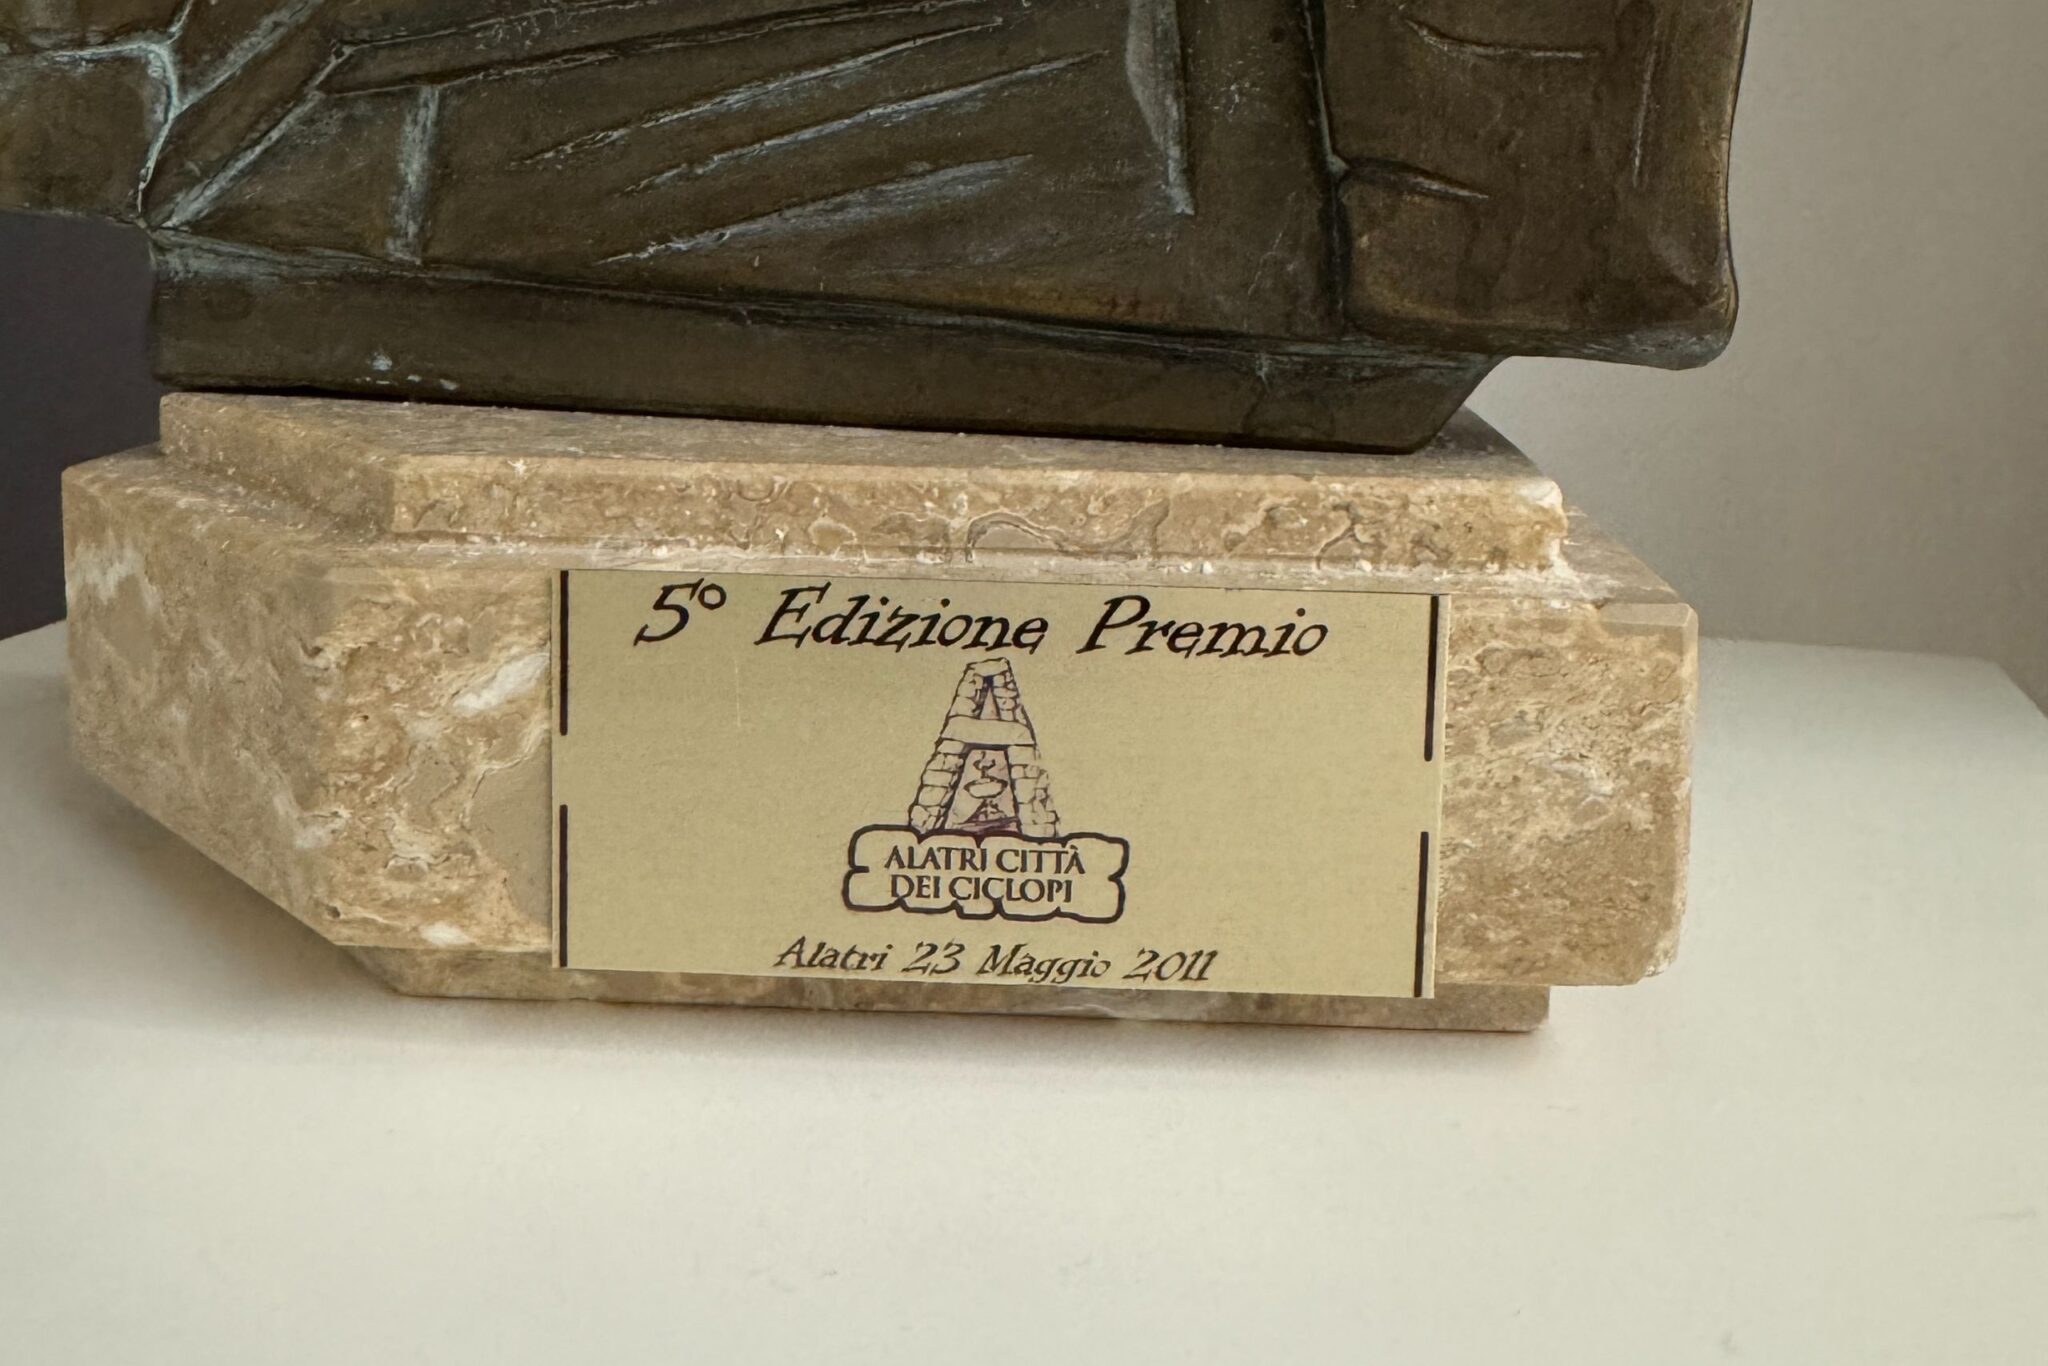 5° Edizione Premio
ALATRI CITTÀ
DEI CICLOPI
Alatri 23 Maggio 2011